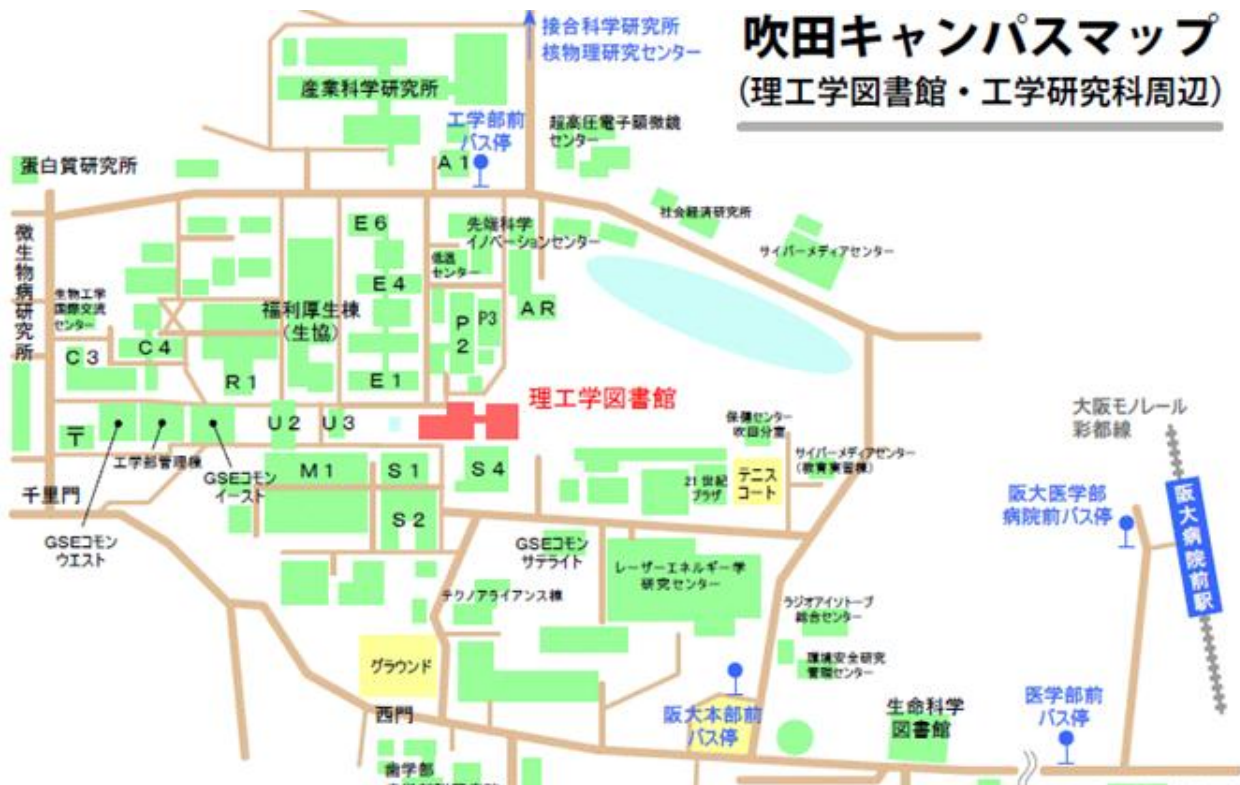 吹田キャンパスマップ
(理工学図書館・工学研究科周辺)
接合科学研究所
核物理研究センター
産業科学研究所
工学部前
バス停
超高圧電子顕微鏡
センター
A1
蛋白質研究所
微生物病研究所
E6
先端科学
イノベーションセンター
社会経済研究所
サイバーメディアセンター
低温
センター
生物工学
国際交流
センター
E4
福利厚生棟
(生協)
P2
P3
AR
C3
C4
R1
E1
理工学図書館
〒
U2
U3
保健センター
吹田分室
大阪モノレール
彩都線
工学部管理棟
GSEコモン
イースト
M1
S1
S4
21世紀
プラザ
テニス
コート
サイバーメディアセンター
(教育実習棟)
千里門
阪大医学部
病院前バス停
阪大病院前駅
S2
GSEコモン
ウエスト
GSEコモン
サテライト
レーザーエネルギー学
研究センター
テクノアライアンス棟
ラジオアイソトープ
総合センター
グラウンド
環境安全研究
管理センター
西門
阪大本部前
バス停
生命科学
図書館
医学部前
バス停
歯学部